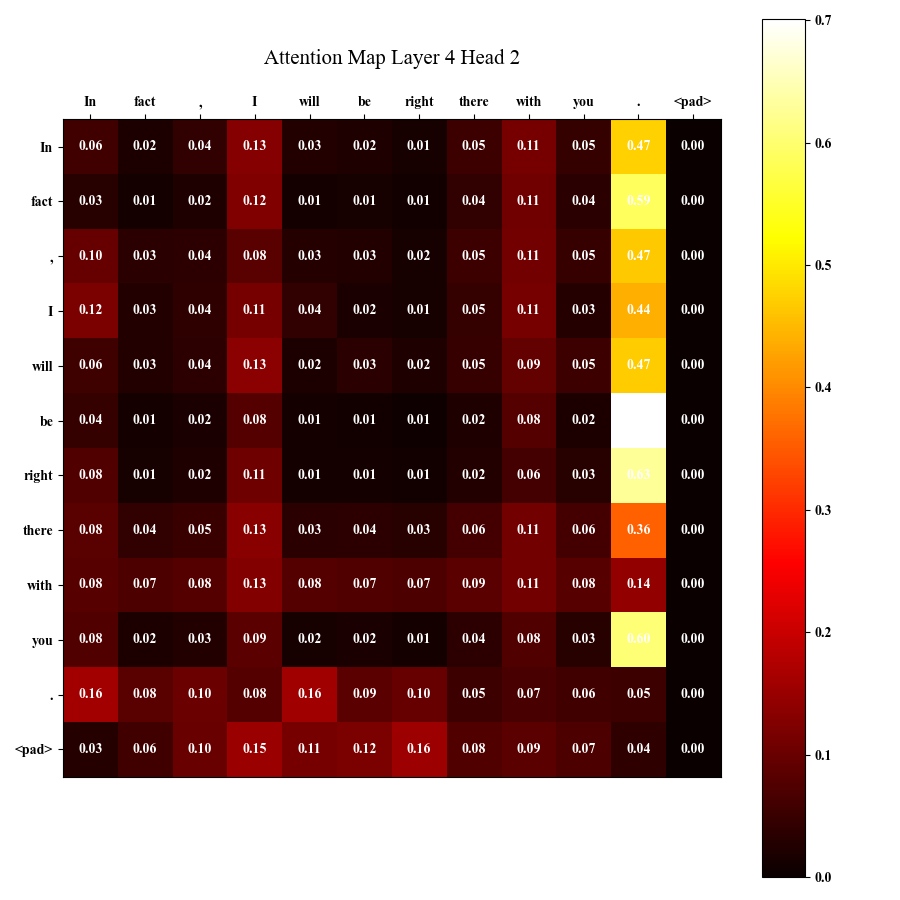 Attention Map Layer 4 Head 2
In fact , I will be right there with you . <pad>
In 0.06 0.02 0.04 0.13 0.03 0.02 0.01 0.05 0.11 0.05 0.47 0.00
fact 0.03 0.01 0.02 0.12 0.01 0.01 0.01 0.04 0.11 0.04 0.59 0.00
, 0.10 0.03 0.04 0.08 0.03 0.03 0.02 0.05 0.11 0.05 0.47 0.00
I 0.12 0.03 0.04 0.11 0.04 0.02 0.01 0.05 0.11 0.03 0.44 0.00
will 0.06 0.03 0.04 0.13 0.02 0.03 0.02 0.05 0.09 0.05 0.47 0.00
be 0.04 0.01 0.02 0.08 0.01 0.01 0.01 0.02 0.08 0.02 0.00
right 0.08 0.01 0.02 0.11 0.01 0.01 0.01 0.02 0.06 0.03 0.63 0.00
there 0.08 0.04 0.05 0.13 0.03 0.04 0.03 0.06 0.11 0.06 0.36 0.00
with 0.08 0.07 0.08 0.13 0.08 0.07 0.07 0.09 0.11 0.08 0.14 0.00
you 0.08 0.02 0.03 0.09 0.02 0.02 0.01 0.04 0.08 0.03 0.60 0.00
. 0.16 0.08 0.10 0.08 0.16 0.09 0.10 0.05 0.07 0.06 0.05 0.00
<pad> 0.03 0.06 0.10 0.15 0.11 0.12 0.16 0.08 0.09 0.07 0.04 0.00
0.7
0.6
0.5
0.4
0.3
0.2
0.1
0.0